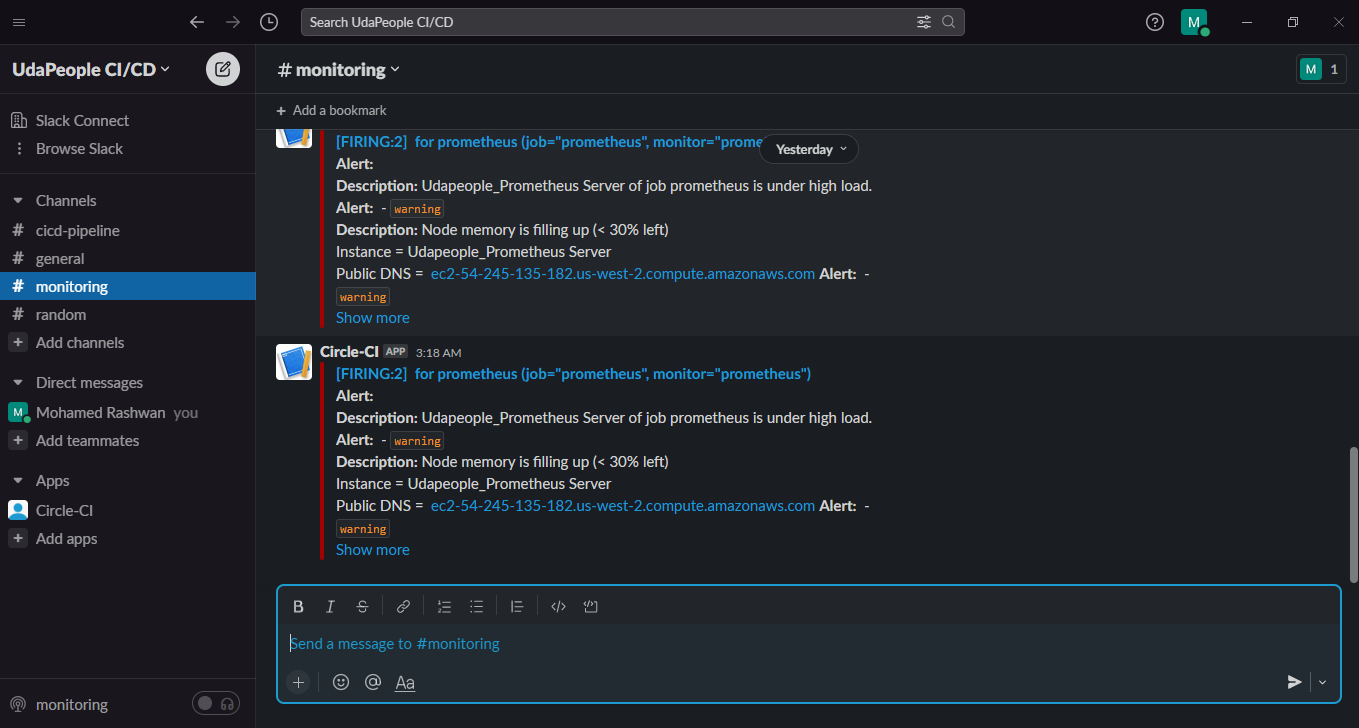 Search UdaPeople CI/CD
M
UdaPeople CI/CD
# monitoring
M 1
+ Add a bookmark
Slack Connect
Browse Slack
Channels
# cicd-pipeline
# general
# monitoring
# random
+ Add channels
Direct messages
M Mohamed Rashwan you
+ Add teammates
Apps
Circle-CI
+ Add apps
monitoring
Yesterday
[FIRING:2] for prometheus (job="prometheus", monitor="prome
Alert:
Description: Udapeople_Prometheus Server of job prometheus is under high load.
Alert: - warning
Description: Node memory is filling up (< 30% left)
Instance = Udapeople_Prometheus Server
Public DNS = ec2-54-245-135-182.us-west-2.compute.amazonaws.com Alert: -
warning
Show more
Circle-CI APP 3:18 AM
[FIRING:2] for prometheus (job="prometheus", monitor="prometheus")
Alert:
Description: Udapeople_Prometheus Server of job prometheus is under high load.
Alert: - warning
Description: Node memory is filling up (< 30% left)
Instance = Udapeople_Prometheus Server
Public DNS = ec2-54-245-135-182.us-west-2.compute.amazonaws.com Alert: -
warning
Show more
B I S
Send a message to #monitoring
+ @ Aa